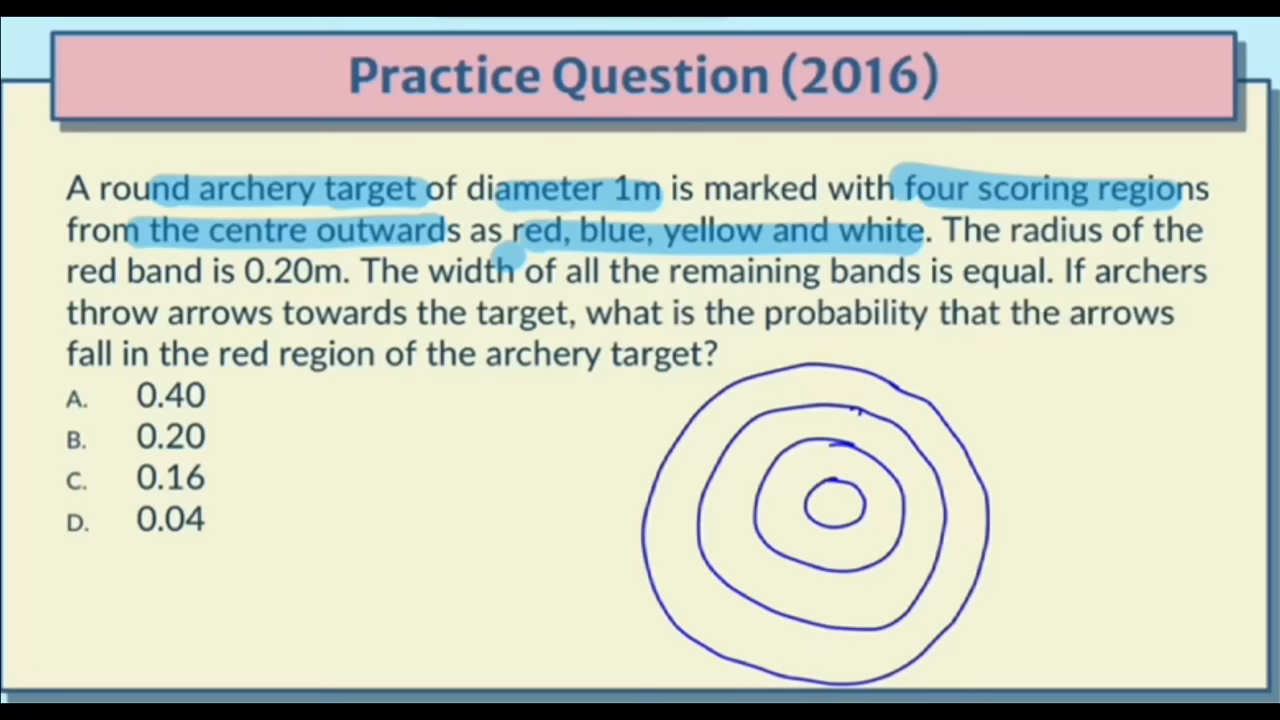 Practice Question (2016)
A round archery target of diameter 1m is marked with four scoring regions
from the centre outwards as red, blue, yellow and white. The radius of the
red band is 0.20m. The width of all the remaining bands is equal. If archers
throw arrows towards the target, what is the probability that the arrows
fall in the red region of the archery target?
A. 0.40
B. 0.20
C. 0.16
D. 0.04